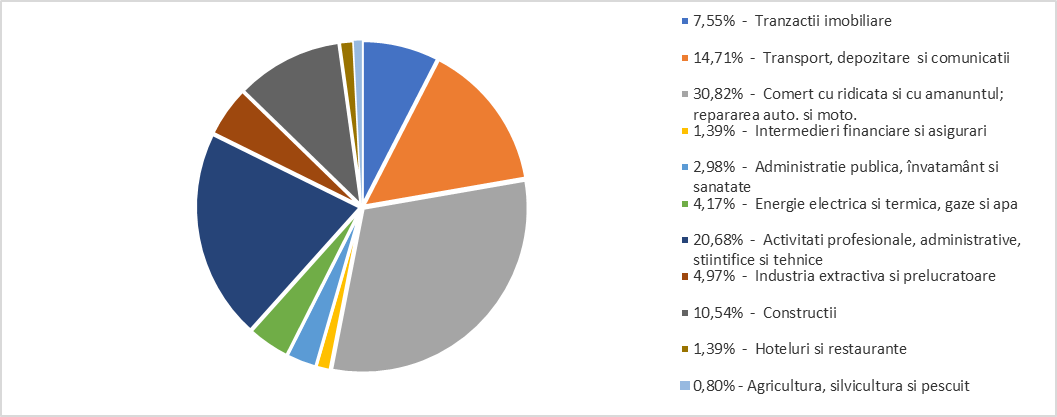 7,55% - Tranzactii imobiliare
14,71% - Transport, depozitare si comunicatii
30,82% - Comert cu ridicata si cu amanuntul;
repararea auto. si moto.
1,39% - Intermedieri financiare si asigurari
2,98% - Administratie publica, învatamânt si
sanatate
4,17% - Energie electrica si termica, gaze si apa
20,68% - Activitati profesionale, administrative,
stiintifice si tehnice
4,97% - Industria extractiva si prelucratoare
10,54% - Constructii
1,39% - Hoteluri si restaurante
0,80% - Agricultura, silvicultura si pescuit